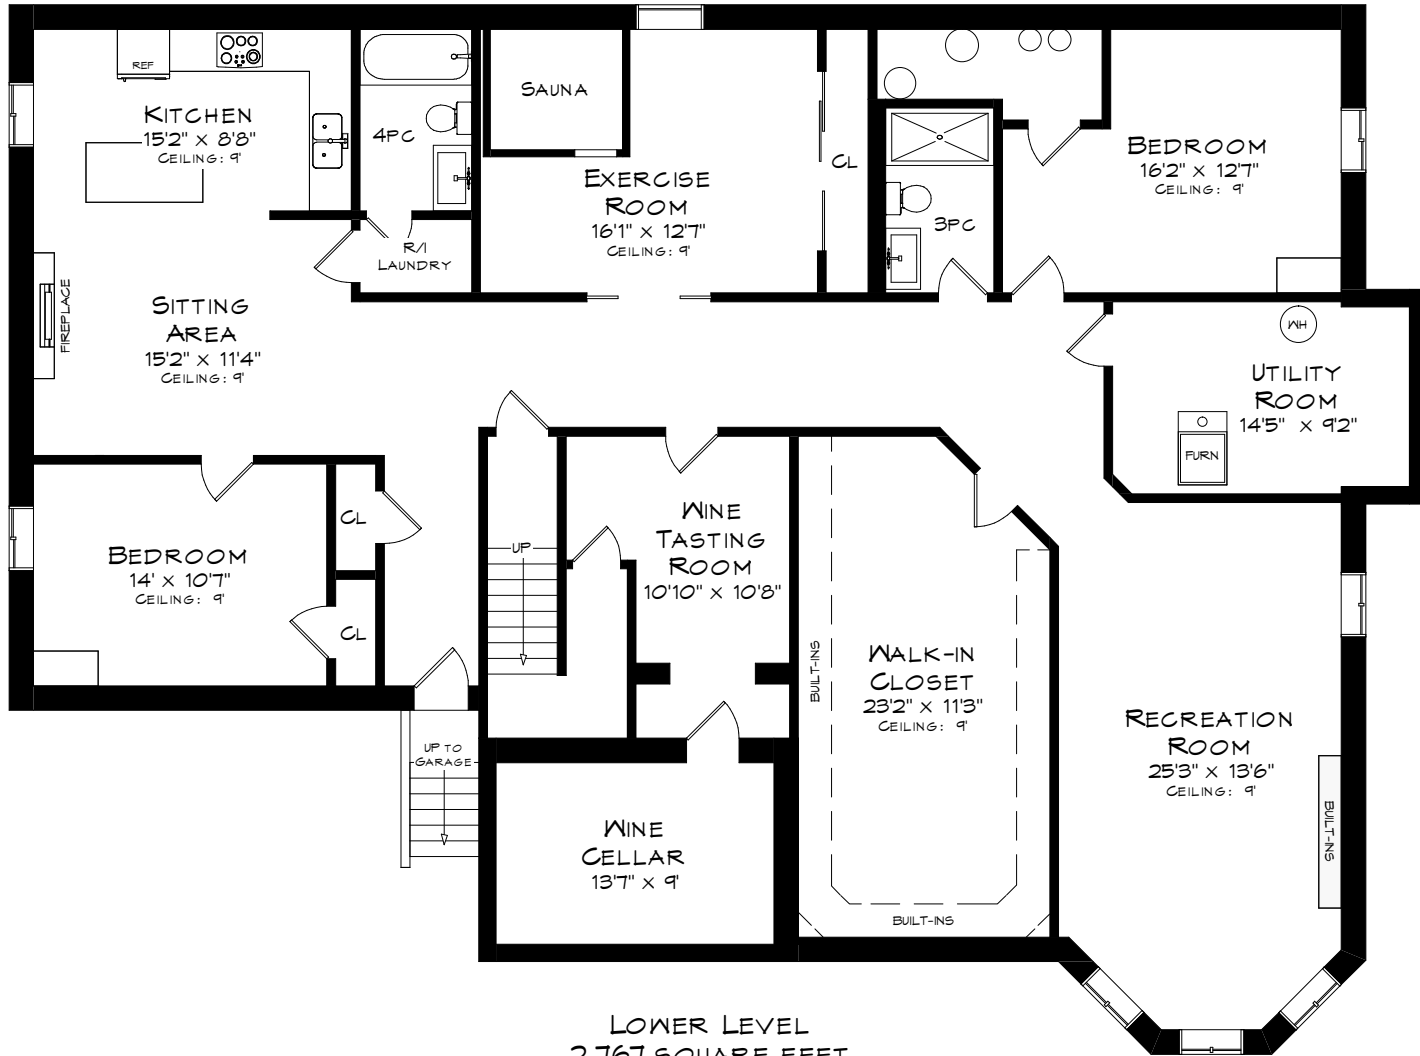 REF
KITCHEN
15'2" x 8'8"
CEILING: 9'
4PC
SAUNA
EXERCISE
ROOM
16'1" x 12'7"
CEILING: 9'
CL
3PC
BEDROOM
16'2" x 12'7"
CEILING: 9'
R/I
LAUNDRY
FIREPLACE
SITTING
AREA
15'2" x 11'4"
CEILING: 9'
WH
UTILITY
ROOM
14'5" x 9'2"
FURN
BEDROOM
14' x 10'7"
CEILING: 9'
CL
CL
UP
WINE
TASTING
ROOM
10'10" x 10'8"
BUILT-INS
WALK-IN
CLOSET
23'2" x 11'3"
CEILING: 9'
BUILT-INS
RECREATION
ROOM
25'3" x 13'6"
CEILING: 9'
BUILT-INS
UP TO
GARAGE
WINE
CELLAR
13'7" x 9'
LOWER LEVEL
2,767 SQUARE FEET